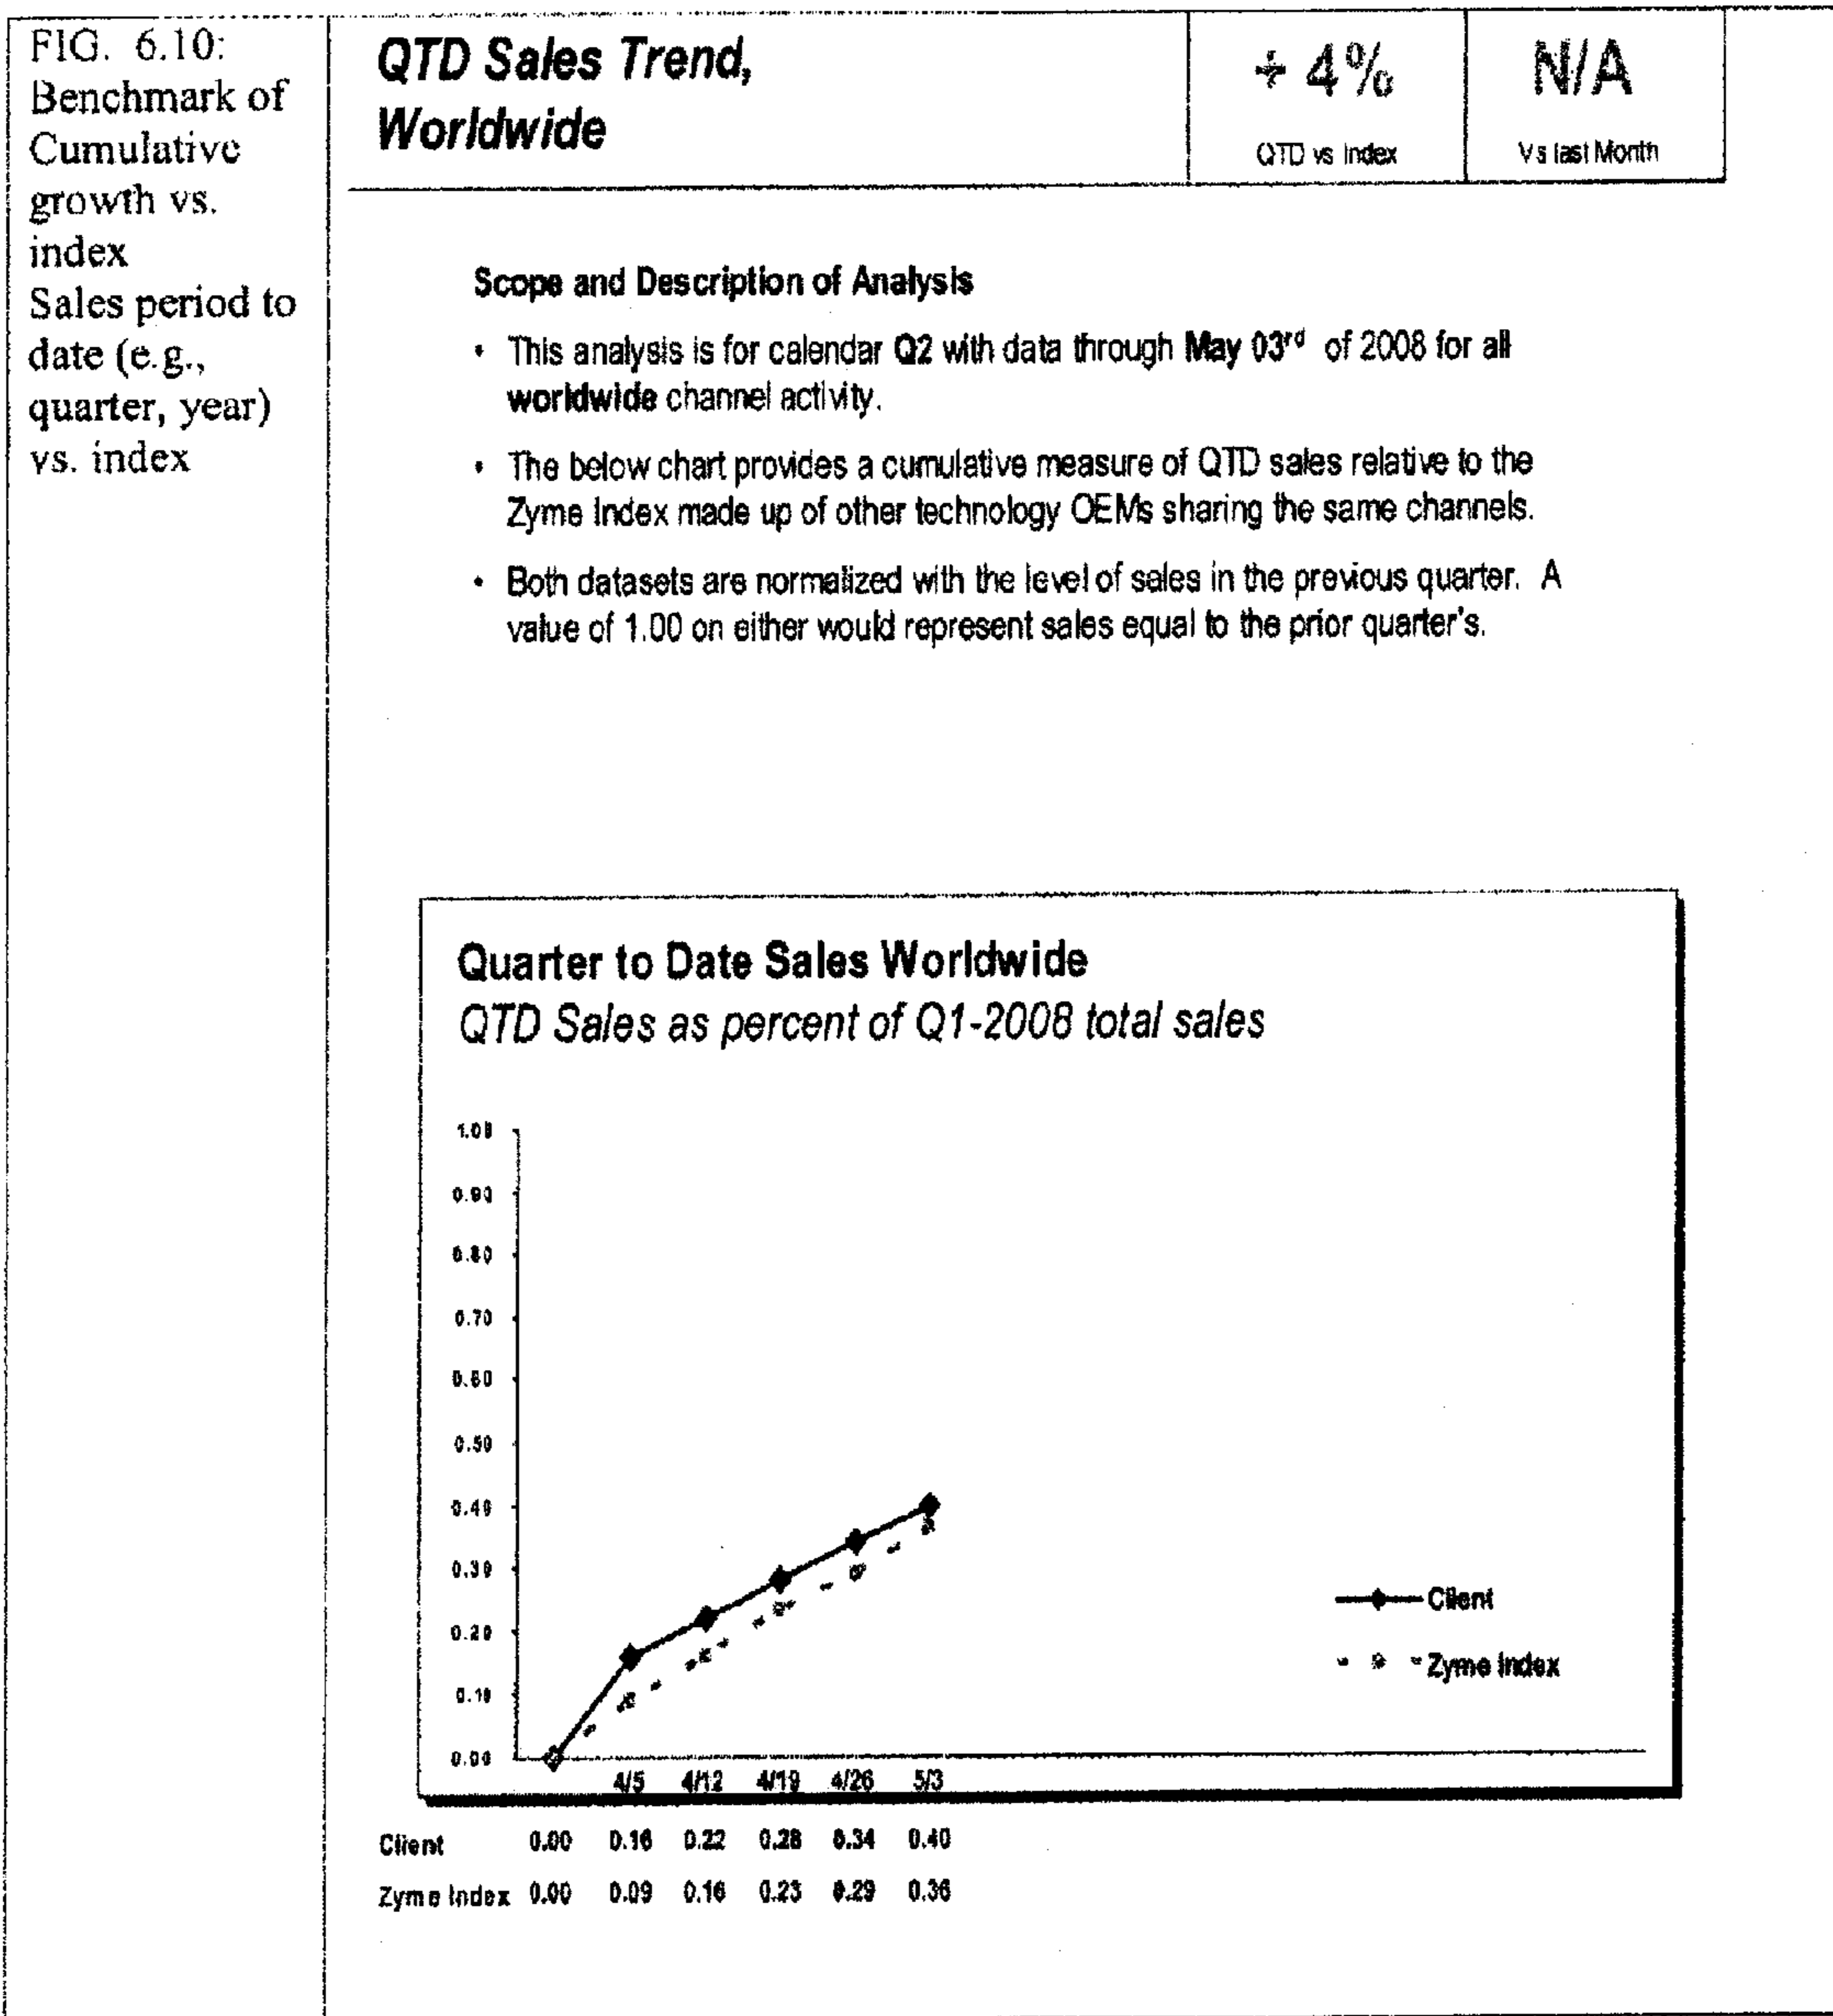 FIG. 6.10:
Benchmark of
Cumulative
growth vs.
index
Sales period to
date (e.g.,
quarter, year)
vs. index
QTD Sales Trend,
Worldwide
+ 4%
QTD vs Index
N/A
Vs last Month
Scope and Description of Analysis
• This analysis is for calendar Q2 with data through May 03rd of 2008 for all
worldwide channel activity.
• The below chart provides a cumulative measure of QTD sales relative to the
Zyme Index made up of other technology OEMs sharing the same channels.
• Both datasets are normalized with the level of sales in the previous quarter. A
value of 1.00 on either would represent sales equal to the prior quarter's.
Quarter to Date Sales Worldwide
QTD Sales as percent of Q1-2008 total sales
1.00
0.90
0.80
0.70
0.60
0.50
0.40
0.30
0.20
0.10
0.00
4/5 4/12 4/19 4/26 5/3
Client
Zyme Index
Client 0.00 0.16 0.22 0.28 0.34 0.40
Zyme Index 0.00 0.09 0.16 0.23 0.29 0.36